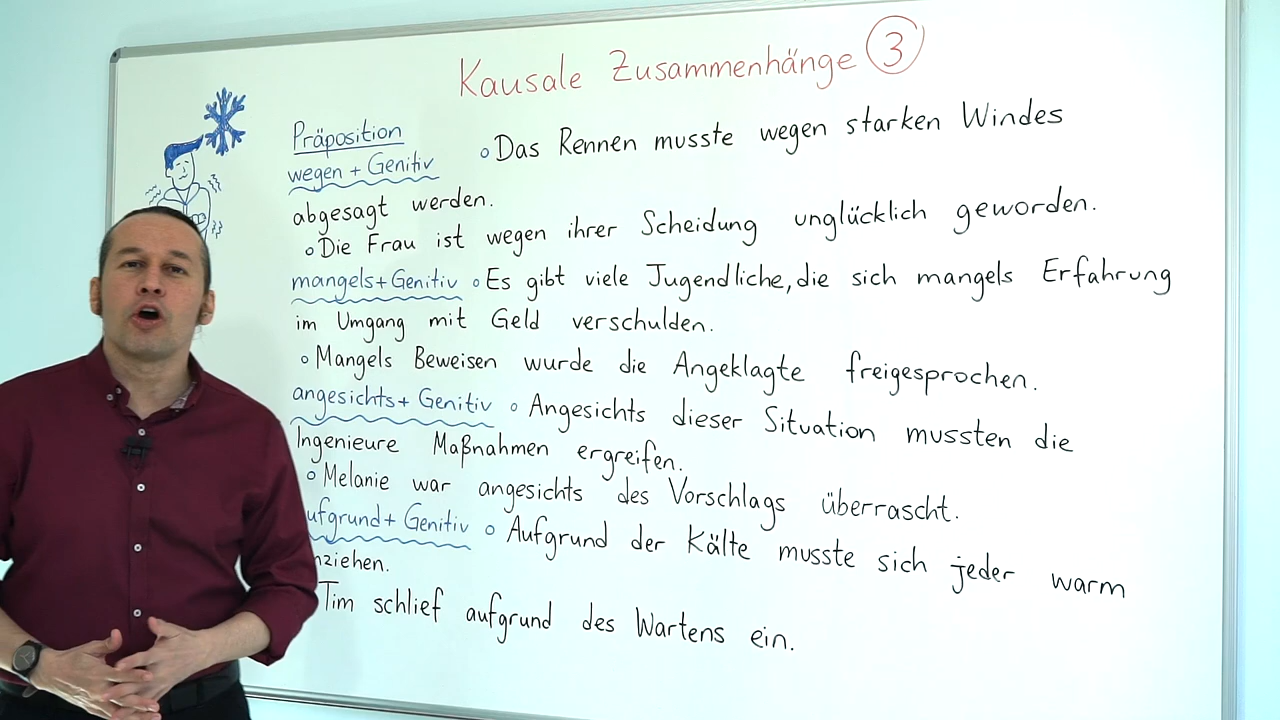 Kausale Zusammenhänge 3
Präposition
wegen + Genitiv ° Das Rennen musste wegen starken Windes
abgesagt werden.
° Die Frau ist wegen ihrer Scheidung unglücklich geworden.
mangels + Genitiv ° Es gibt viele Jugendliche, die sich mangels Erfahrung
im Umgang mit Geld verschulden.
° Mangels Beweisen wurde die Angeklagte freigesprochen.
angesichts + Genitiv ° Angesichts dieser Situation mussten die
Ingenieure Maßnahmen ergreifen.
° Melanie war angesichts des Vorschlags überrascht.
ufgrund + Genitiv ° Aufgrund der Kälte musste sich jeder warm
nziehen.
Tim schlief aufgrund des Wartens ein.